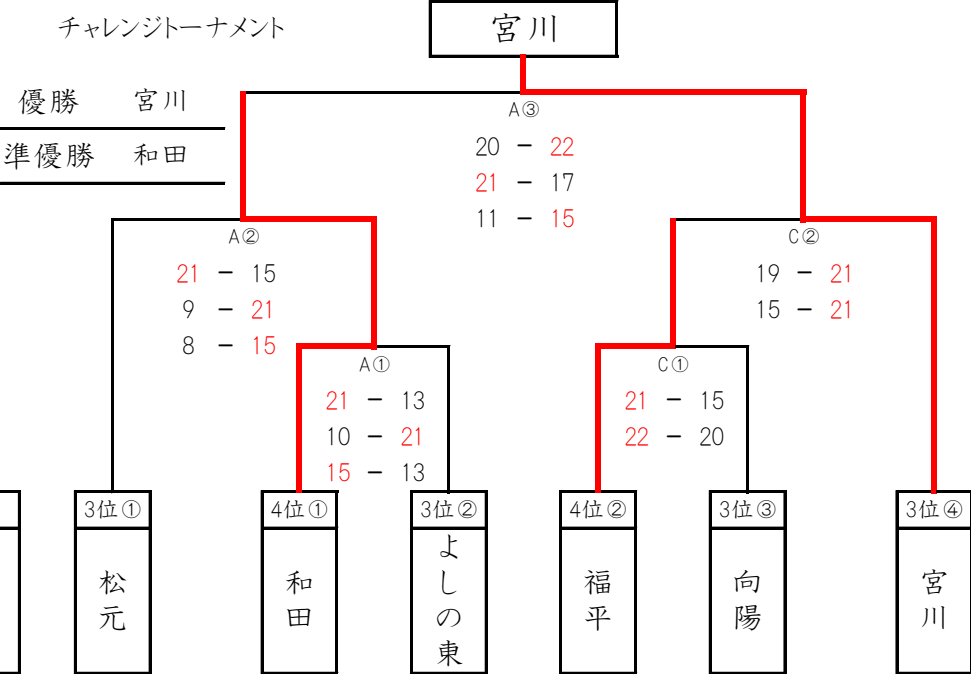 チャレンジトーナメント
宮川
優勝 宮川
準優勝 和田
A③
20 － 22
21 － 17
11 － 15
A②
21 － 15
9 － 21
8 － 15
C②
19 － 21
15 － 21
A①
21 － 13
10 － 21
15 － 13
C①
21 － 15
22 － 20
3位① 4位① 3位② 4位② 3位③ 3位④
松元
和田
よしの東
福平
向陽
宮川